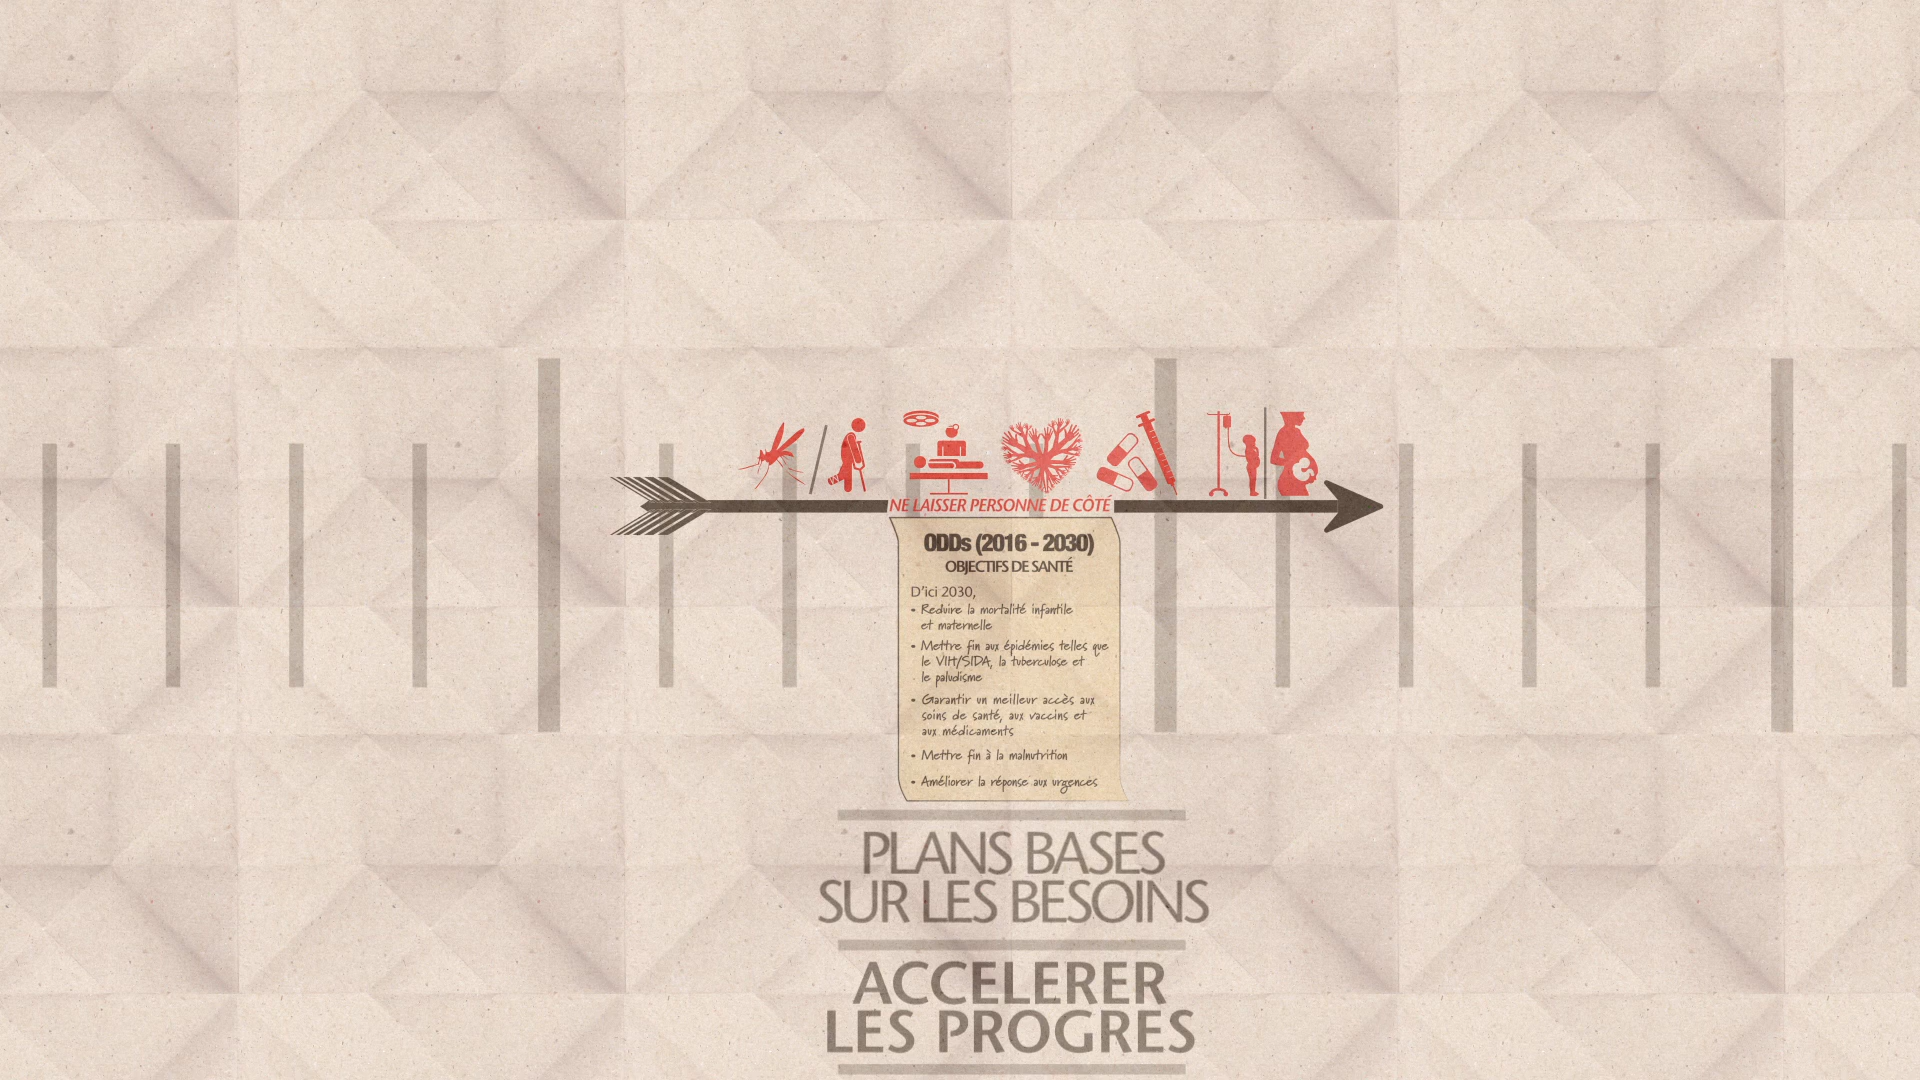 NE LAISSER PERSONNE DE CÔTÉ
ODDs (2016 - 2030)
OBJECTIFS DE SANTÉ
D'ici 2030,
• Reduire la mortalité infantile
et maternelle
• Mettre fin aux épidémies telles que
le VIH/SIDA, la tuberculose et
le paludisme
• Garantir un meilleur accès aux
soins de santé, aux vaccins et
aux médicaments
• Mettre fin à la malnutrition
• Améliorer la réponse aux urgences
PLANS BASES
SUR LES BESOINS
ACCELERER
LES PROGRES